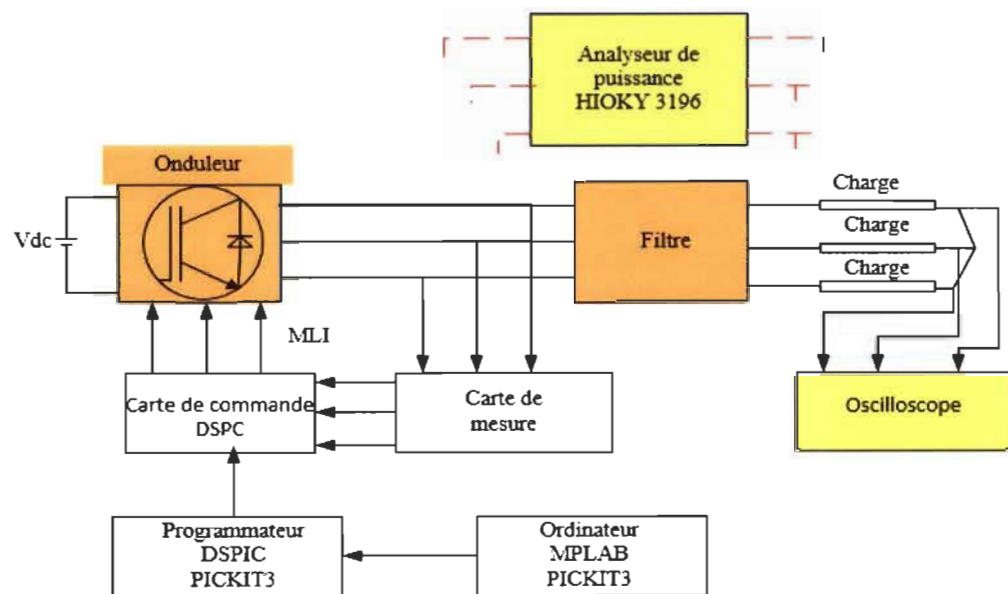 Analyseur de
puissance
HIOKY 3196
Onduleur
Vdc
Filtre
Charge
Charge
Charge
MLI
Carte de commande
DSPC
Carte de
mesure
Oscilloscope
Programmateur
DSPIC
PICKIT3
Ordinateur
MPLAB
PICKIT3